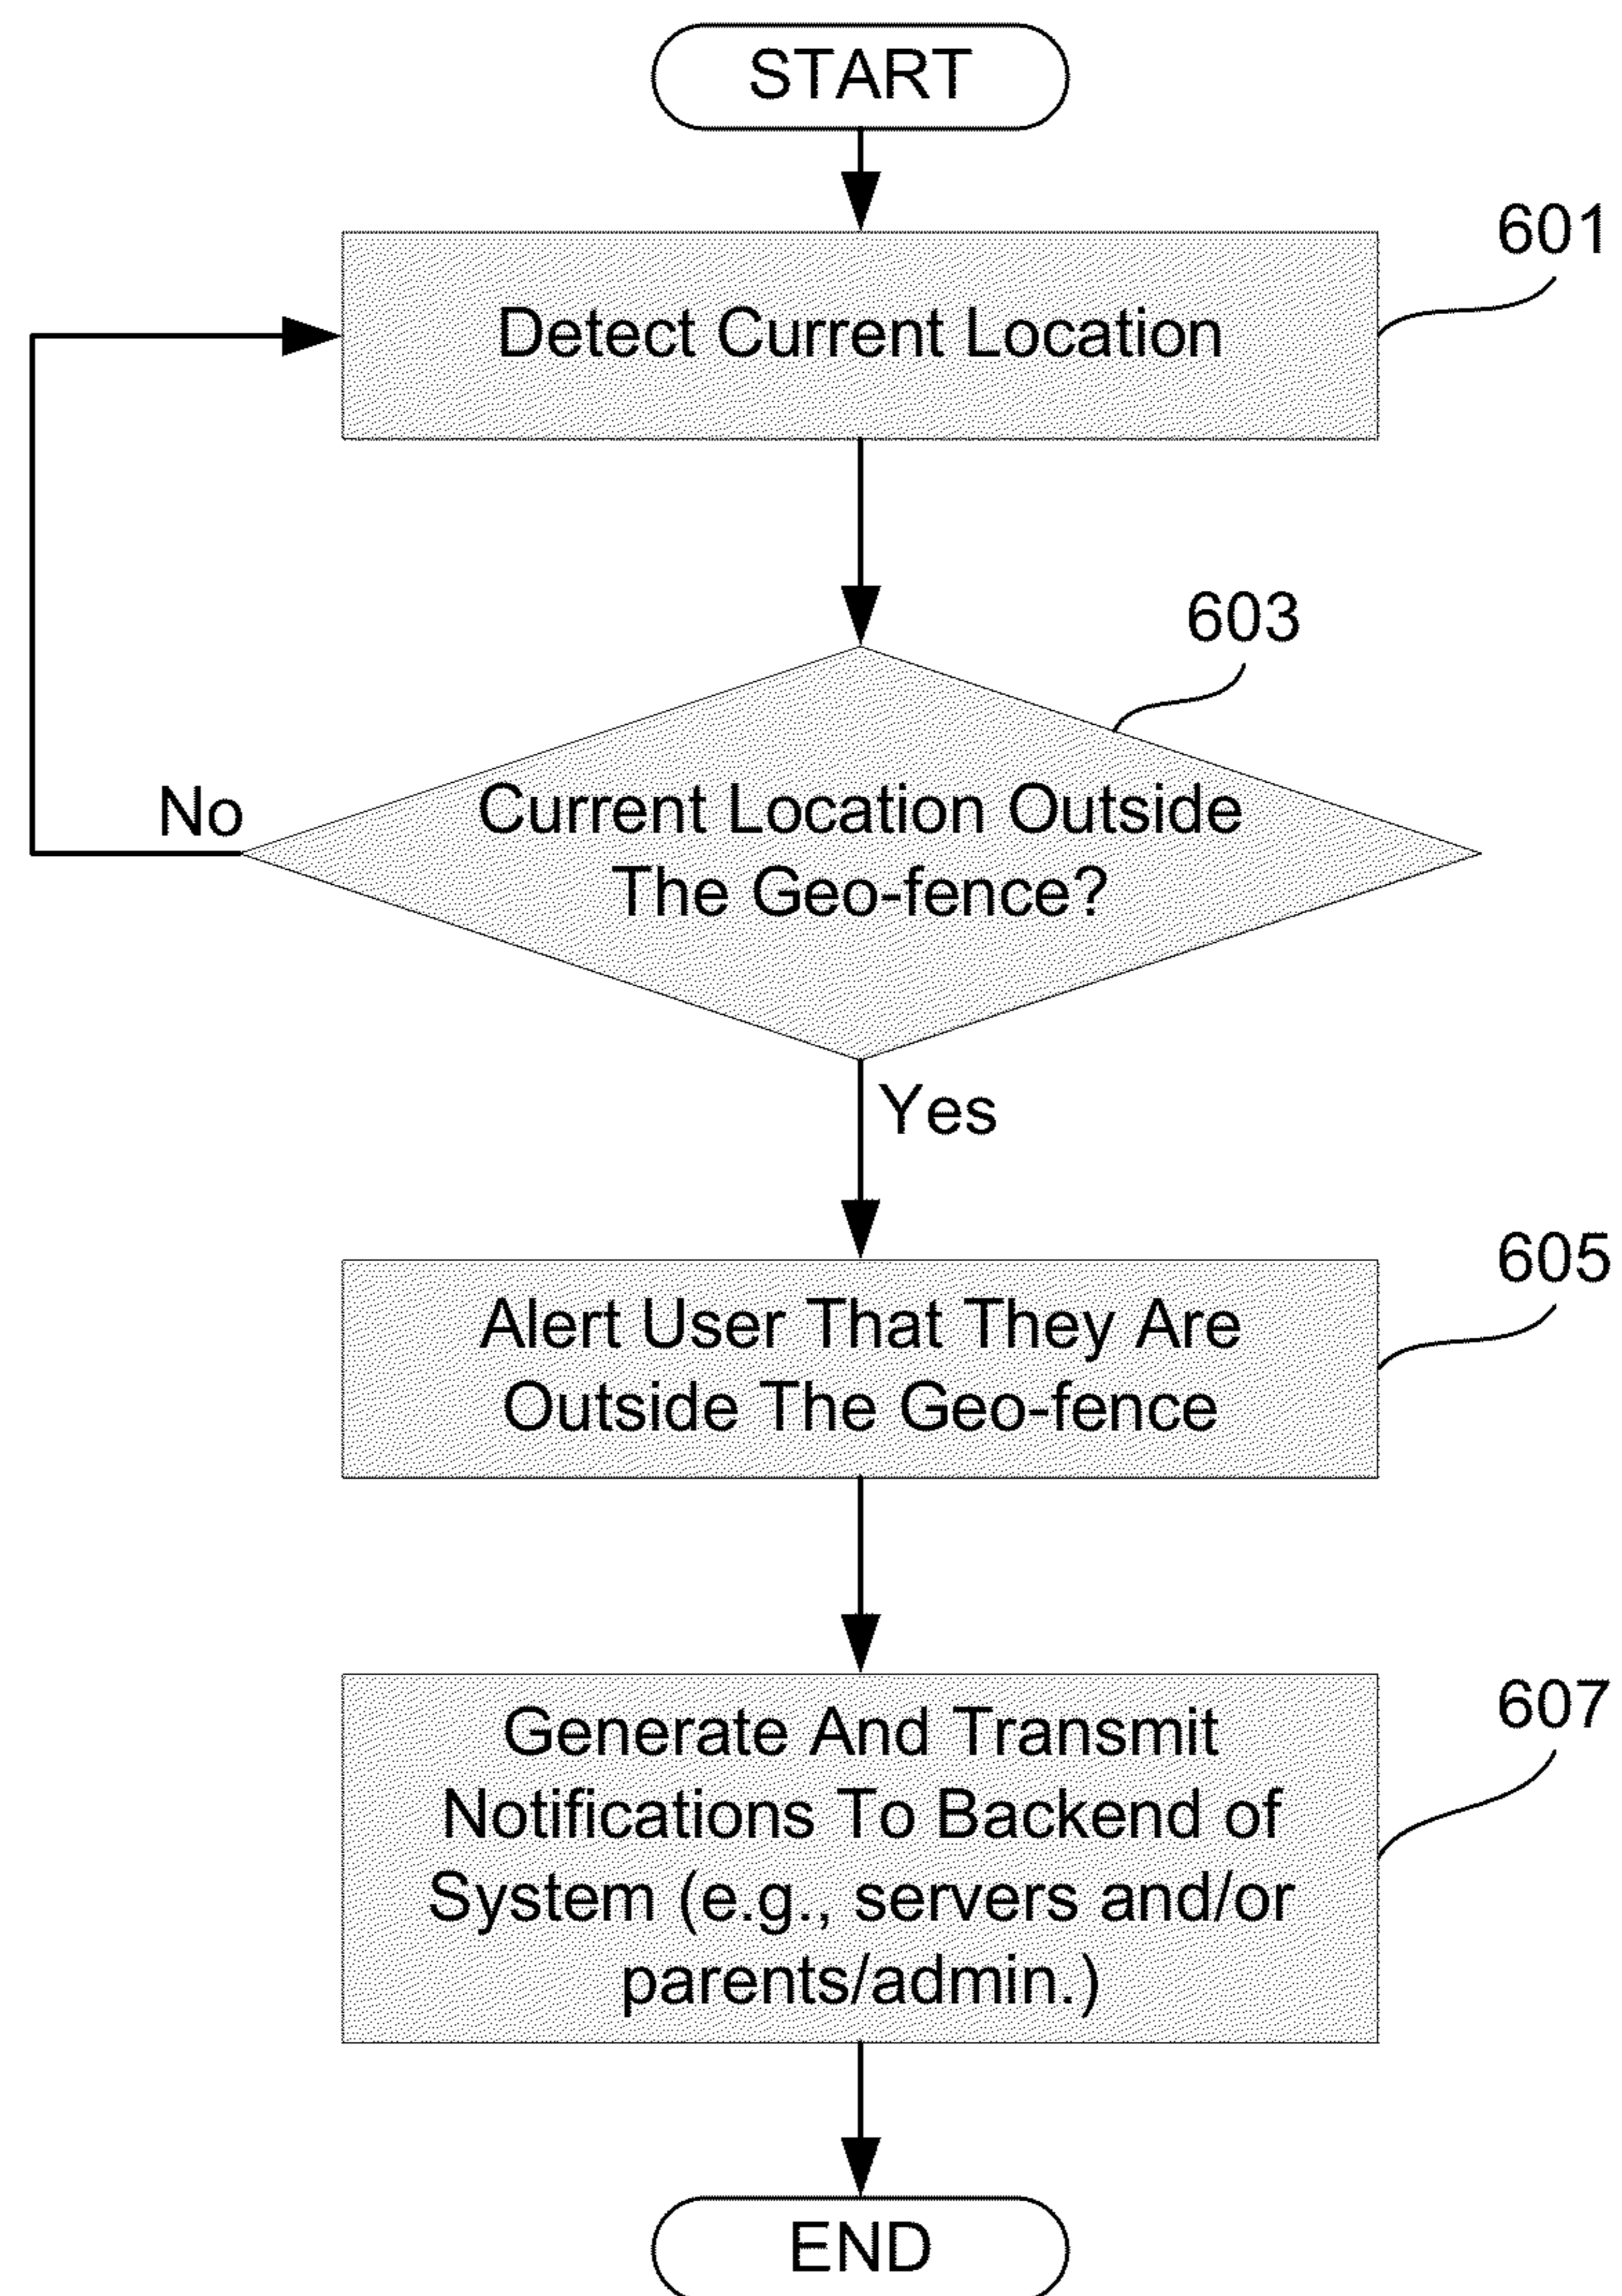 START
601
Detect Current Location
603
Current Location Outside
The Geo-fence?
No
Yes
605
Alert User That They Are
Outside The Geo-fence
607
Generate And Transmit
Notifications To Backend of
System (e.g., servers and/or
parents/admin.)
END